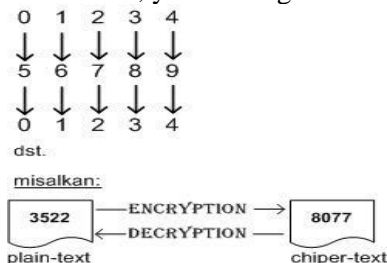 0 1 2 3 4
5 6 7 8 9
0 1 2 3 4
dst.
misalkan:
3522 ENCRYPTION 8077
DECRYPTION
plain-text chiper-text